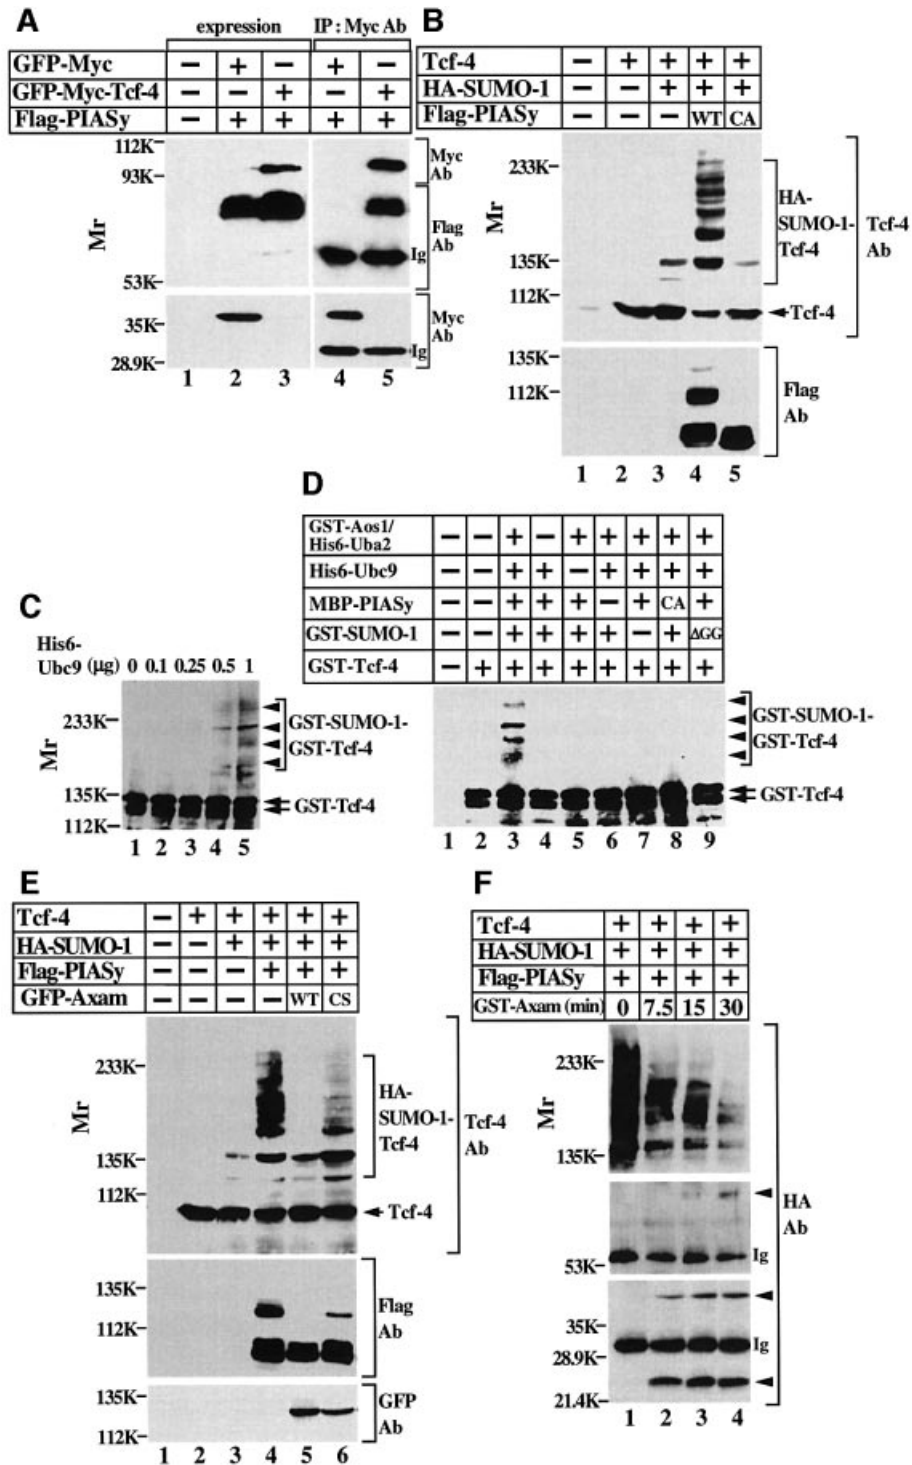 A
expression
IP : Myc Ab
GFP-Myc − + − + −
GFP-Myc-Tcf-4 − − + − +
Flag-PIASy − + + + +
Mr
112K
93K
53K
35K
28.9K
Myc
Ab
Flag
Ab
Ig
Myc
Ab
Ig
1 2 3 4 5
B
Tcf-4 − + + + +
HA-SUMO-1 − − + + +
Flag-PIASy − − − WT CA
Mr
233K
135K
112K
135K
112K
HA-
SUMO-1-
Tcf-4
Tcf-4
Tcf-4
Ab
Flag
Ab
1 2 3 4 5
C
His6-
Ubc9 (µg) 0 0.1 0.25 0.5 1
Mr
233K
135K
112K
GST-SUMO-1-
GST-Tcf-4
GST-Tcf-4
1 2 3 4 5
D
GST-Aos1/
His6-Uba2 − − + − + + + + +
His6-Ubc9 − − + + − + + + +
MBP-PIASy − − + + + − + CA +
GST-SUMO-1 − − + + + + − + ΔGG
GST-Tcf-4 − + + + + + + + +
GST-SUMO-1-
GST-Tcf-4
GST-Tcf-4
1 2 3 4 5 6 7 8 9
E
Tcf-4 − + + + + +
HA-SUMO-1 − − + + + +
Flag-PIASy − − − + + +
GFP-Axam − − − − WT CS
Mr
233K
135K
112K
135K
112K
135K
112K
HA-
SUMO-1-
Tcf-4
Tcf-4
Tcf-4
Ab
Flag
Ab
GFP
Ab
1 2 3 4 5 6
F
Tcf-4 + + + +
HA-SUMO-1 + + + +
Flag-PIASy + + + +
GST-Axam (min) 0 7.5 15 30
Mr
233K
135K
53K
35K
28.9K
21.4K
HA
Ab
Ig
Ig
1 2 3 4